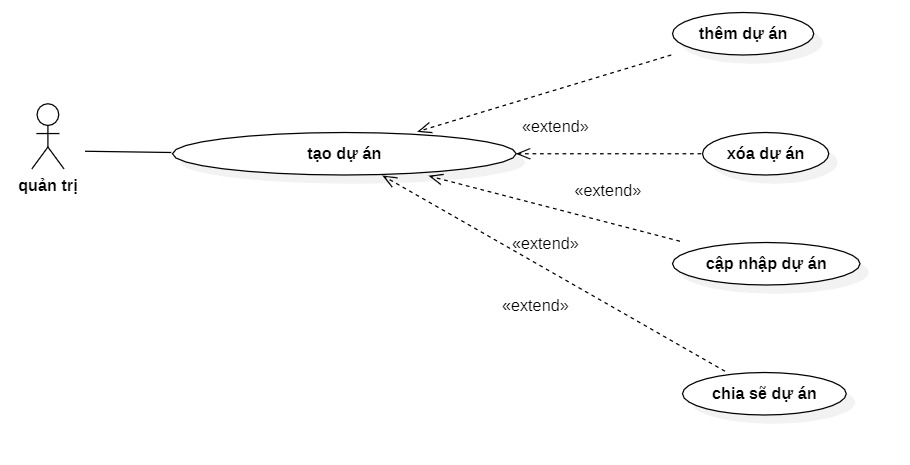 thêm dự án
«extend»
tạo dự án
xóa dự án
quản trị
«extend»
«extend»
cập nhập dự án
«extend»
chia sẽ dự án